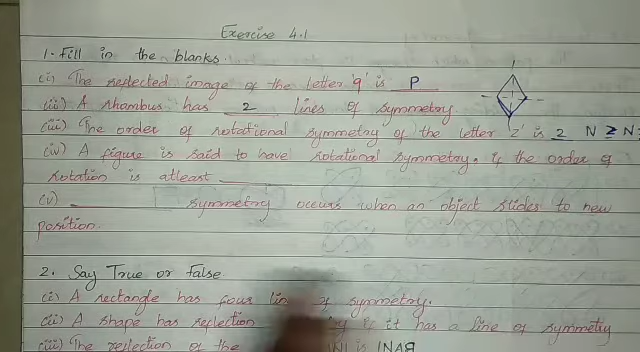 Exercise 4.1
1. Fill in the blanks.
(i) The reflected image of the letter 'q' is P
(ii) A rhombus has 2 lines of symmetry.
(iii) The order of rotational symmetry of the letter 'z' is 2 N ≥ N
(iv) A figure is said to have rotational symmetry. if the order of
rotation is atleast
(v) symmetry occurs when an object slides to new
position.
2. Say True or False
(i) A rectangle has four of symmetry.
(ii) A shape has reflection if it has a line of symmetry
(iii) The reflection of the is